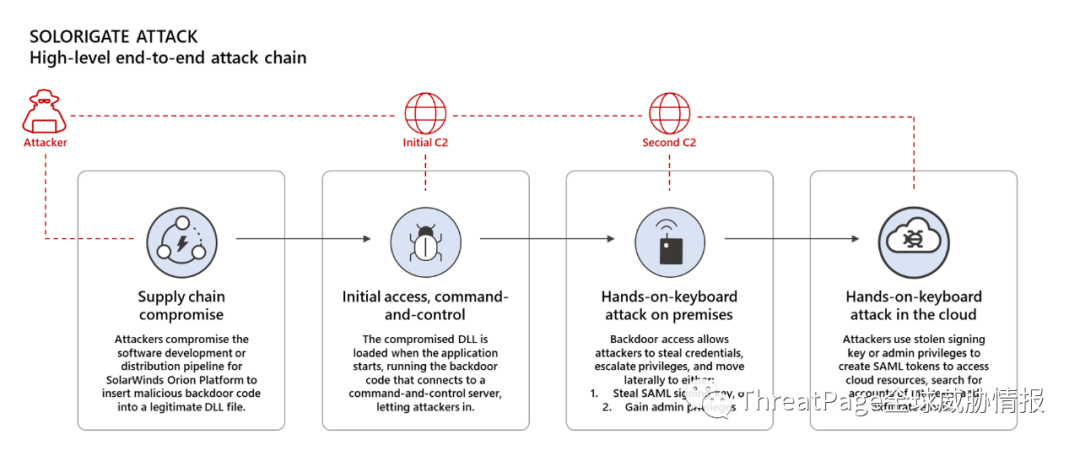 SOLORIGATE ATTACK
High-level end-to-end attack chain
Attacker
Initial C2
Second C2
Supply chain
compromise
Attackers compromise the
software development or
distribution pipeline for
SolarWinds Orion Platform to
insert malicious backdoor code
into a legitimate DLL file.
Initial access, command-
and-control
The compromised DLL is
loaded when the application
starts, running the backdoor
code that connects to a
command-and-control server,
letting attackers in.
Hands-on-keyboard
attack on premises
Backdoor access allows
attackers to steal credentials,
escalate privileges, and move
laterally to either:
1. Steal SAML signing key, o
2. Gain admin privileges
Hands-on-keyboard
attack in the cloud
Attackers use stolen signing
key or admin privileges to
create SAML tokens to access
cloud resources, search for
accounts of interest, and
exfiltrate
ThreatPage全球威胁情报